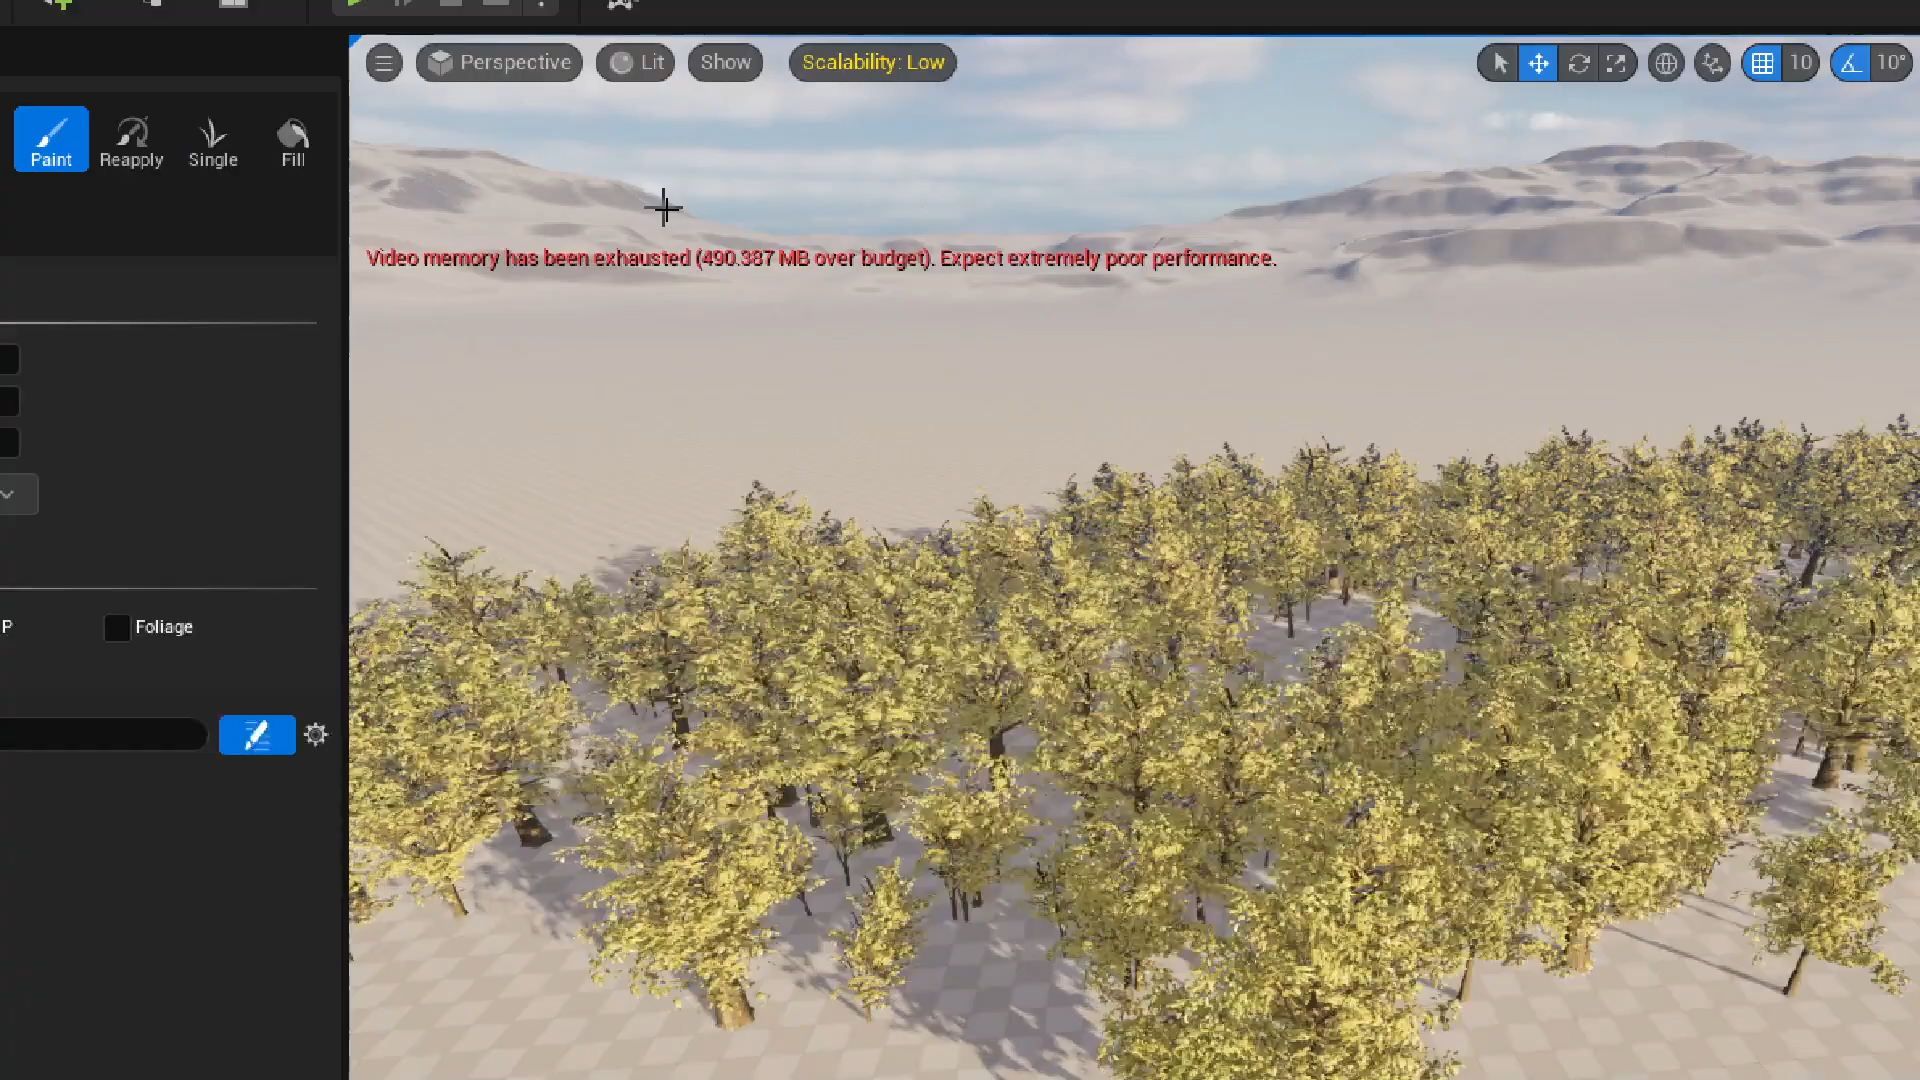 Perspective
Lit
Show
Scalability: Low
10
10°
Paint
Reapply
Single
Fill
Video memory has been exhausted (490.387 MB over budget). Expect extremely poor performance.
P
Foliage